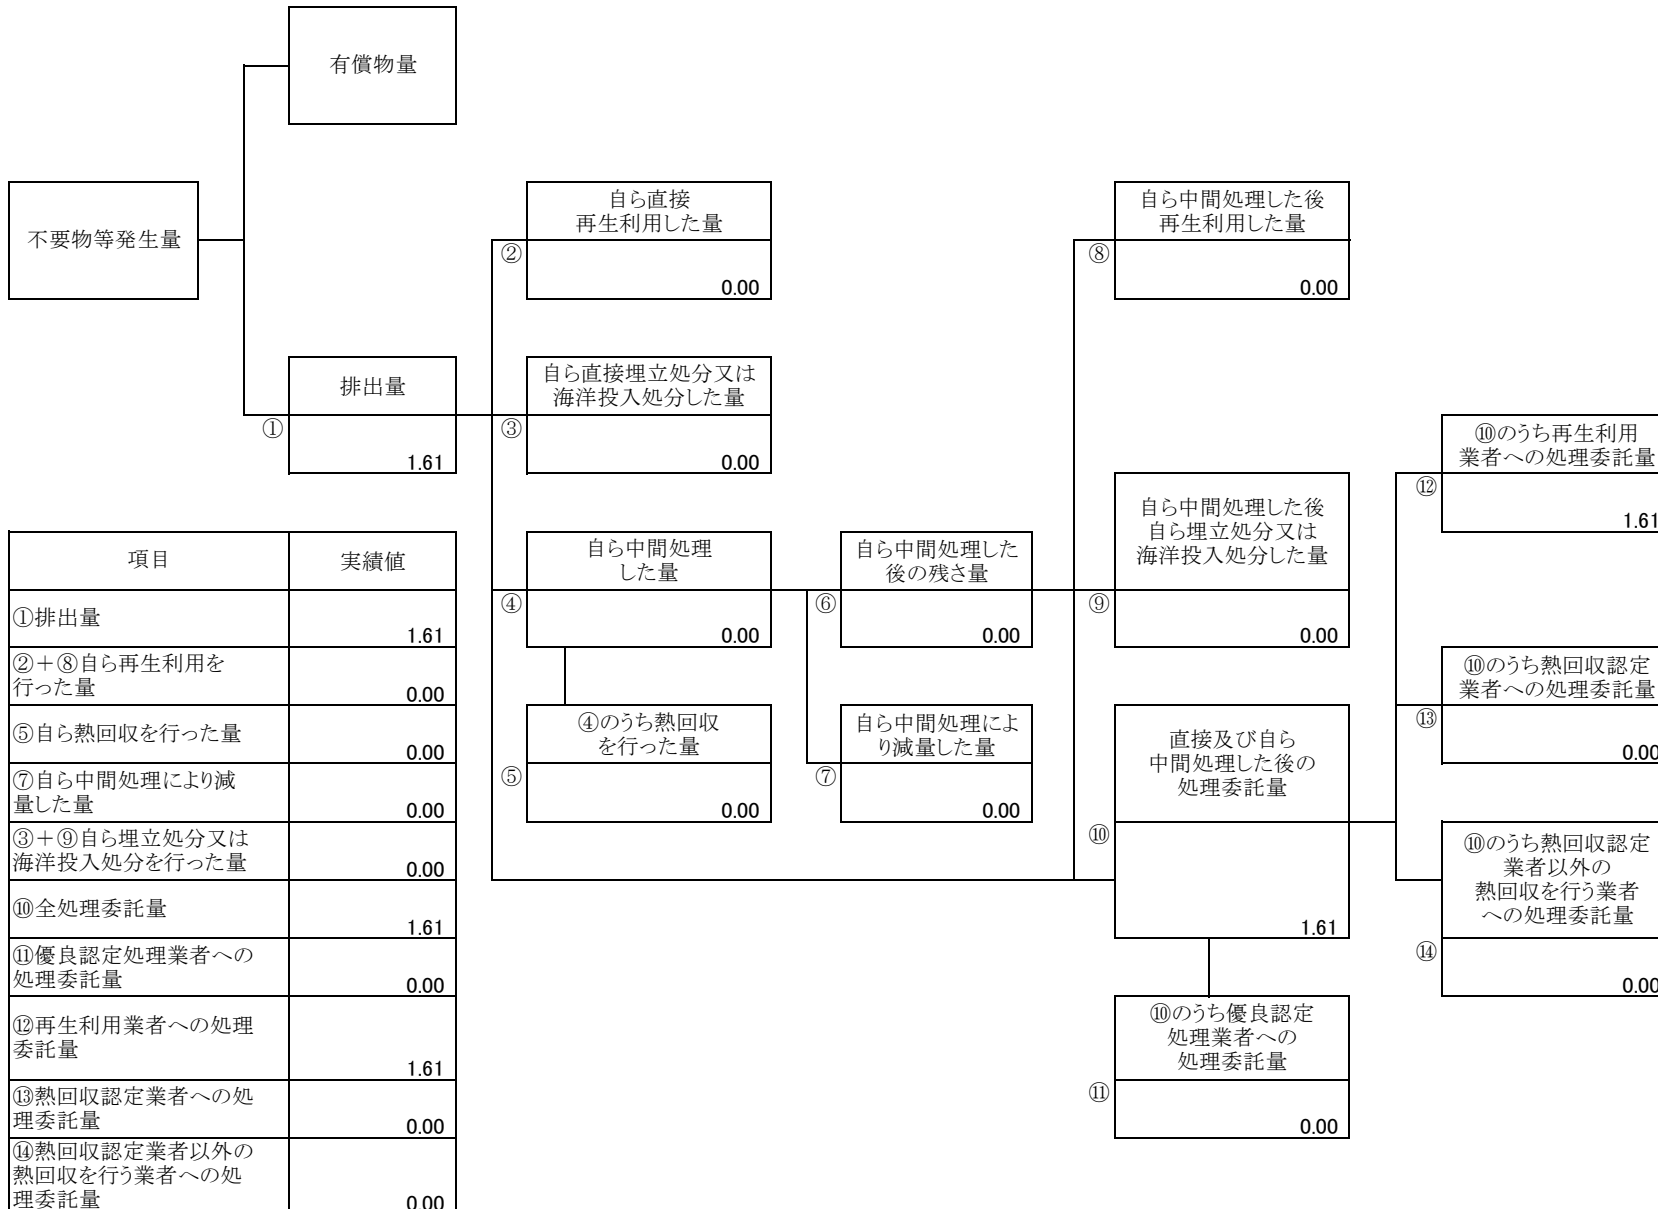 有償物量
不要物等発生量
自ら直接
再生利用した量
②
0.00
自ら中間処理した後
再生利用した量
⑧
0.00
排出量
①
1.61
自ら直接埋立処分又は
海洋投入処分した量
③
0.00
⑩のうち再生利用
業者への処理委託量
⑫
1.61
自ら中間処理
した量
④
0.00
自ら中間処理した
後の残さ量
⑥
0.00
自ら中間処理した後
自ら埋立処分又は
海洋投入処分した量
⑨
0.00
⑩のうち熱回収認定
業者への処理委託量
⑬
0.00
④のうち熱回収
を行った量
⑤
0.00
自ら中間処理によ
り減量した量
⑦
0.00
直接及び自ら
中間処理した後の
処理委託量
⑩
1.61
⑩のうち熱回収認定
業者以外の
熱回収を行う業者
への処理委託量
⑭
0.00
⑩のうち優良認定
処理業者への
処理委託量
⑪
0.00
項目 実績値
①排出量
1.61
②+⑧自ら再生利用を
行った量
0.00
⑤自ら熱回収を行った量
0.00
⑦自ら中間処理により減
量した量
0.00
③+⑨自ら埋立処分又は
海洋投入処分を行った量
0.00
⑩全処理委託量
1.61
⑪優良認定処理業者への
処理委託量
0.00
⑫再生利用業者への処理
委託量
1.61
⑬熱回収認定業者への処
理委託量
0.00
⑭熱回収認定業者以外の
熱回収を行う業者への処
理委託量
0.00